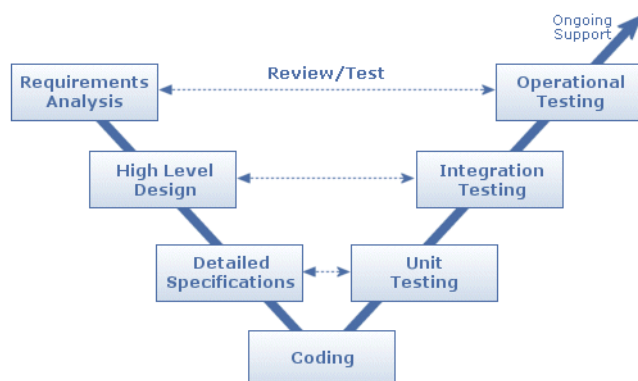 Ongoing
Support
Requirements
Analysis
Review/Test
Operational
Testing
High Level
Design
Integration
Testing
Detailed
Specifications
Unit
Testing
Coding